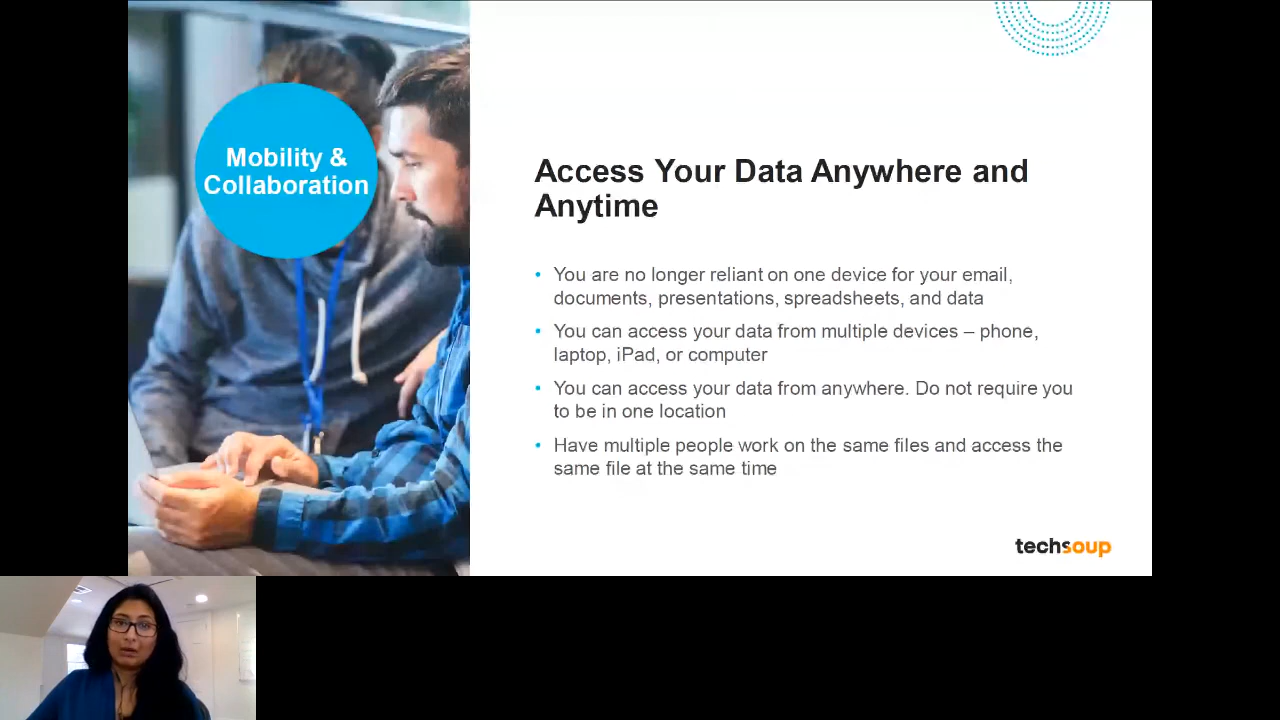 Mobility &
Collaboration
Access Your Data Anywhere and
Anytime
• You are no longer reliant on one device for your email,
documents, presentations, spreadsheets, and data
• You can access your data from multiple devices – phone,
laptop, iPad, or computer
• You can access your data from anywhere. Do not require you
to be in one location
• Have multiple people work on the same files and access the
same file at the same time
techsoup